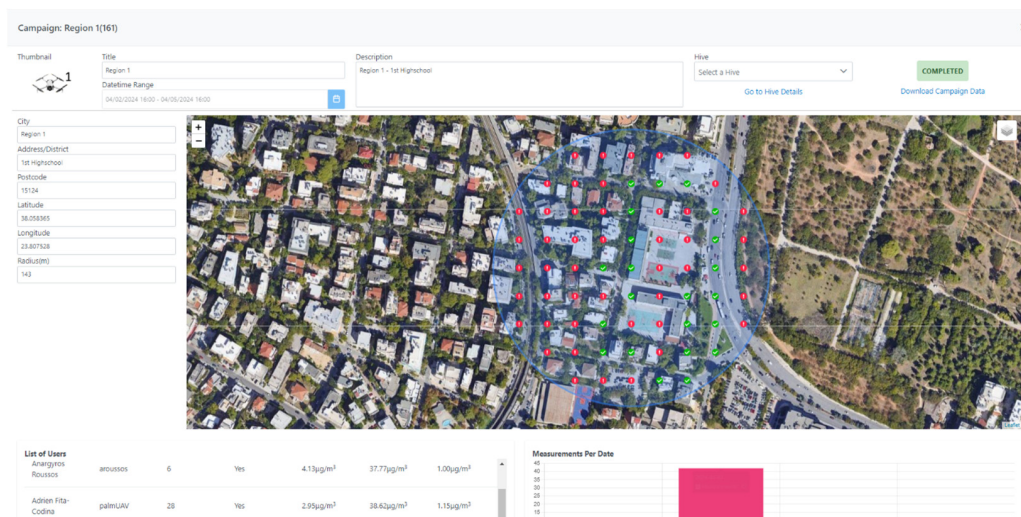 Campaign: Region 1(161)
Thumbnail
1
Title
Region 1
Datetime Range
04/02/2024 16:00 - 04/05/2024 16:00
Description
Region 1 - 1st Highschool
Hive
Select a Hive
Go to Hive Details
COMPLETED
Download Campaign Data
City
Region 1
Address/District
1st Highschool
Postcode
15124
Latitude
38.058365
Longitude
23.807528
Radius(m)
143
+
−
Leaflet
List of Users
Anargyros Roussos aroussos 6 Yes 4.13µg/m³ 37.77µg/m³ 1.00µg/m³
Adrien Fita-Codina palmUAV 28 Yes 2.95µg/m³ 38.62µg/m³ 1.15µg/m³
Measurements Per Date
45
40
35
30
25
20
15